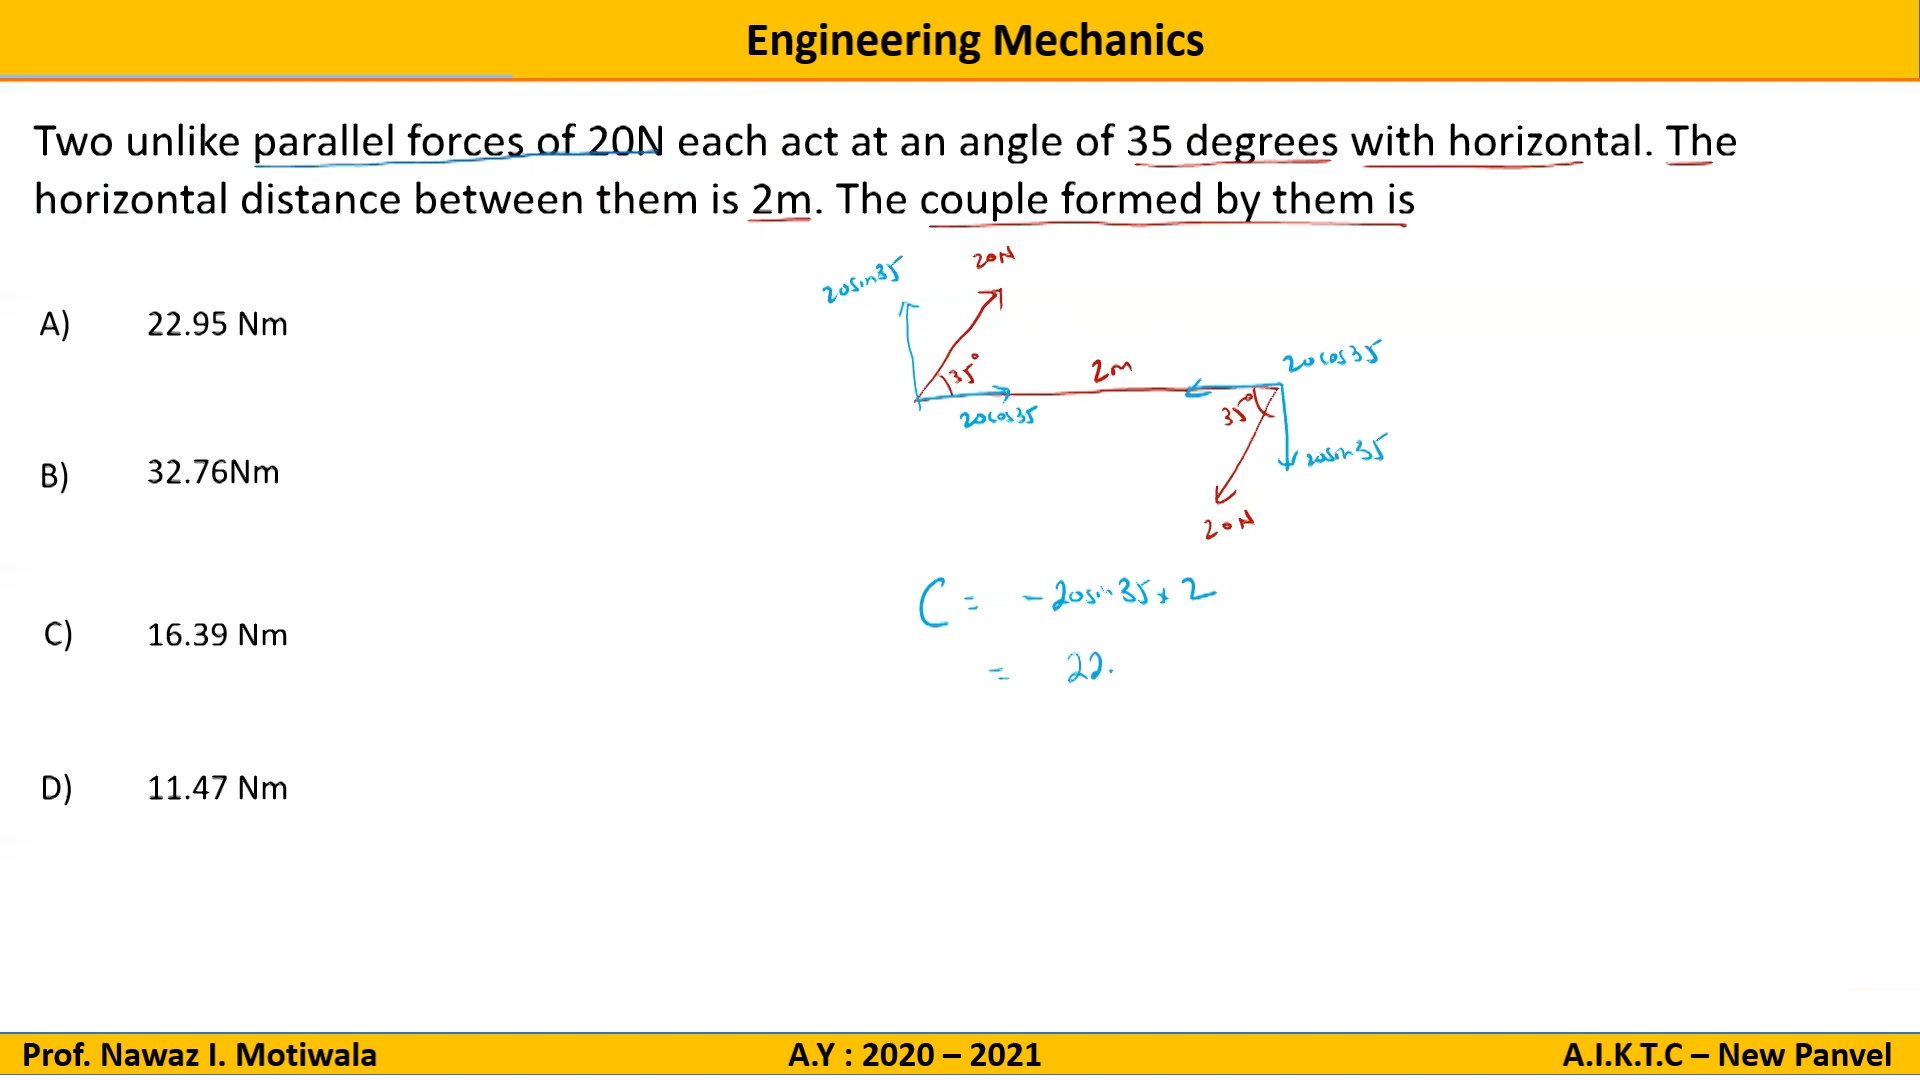 Engineering Mechanics
Two unlike parallel forces of 20N each act at an angle of 35 degrees with horizontal. The
horizontal distance between them is 2m. The couple formed by them is
20sin35
20N
A) 22.95 Nm
35°
2m
20cos35
20cos35
35°
20sin35
B) 32.76Nm
20N
C = - 20sin35 × 2
C) 16.39 Nm
= 22.
D) 11.47 Nm
Prof. Nawaz I. Motiwala
A.Y : 2020 – 2021
A.I.K.T.C – New Panvel